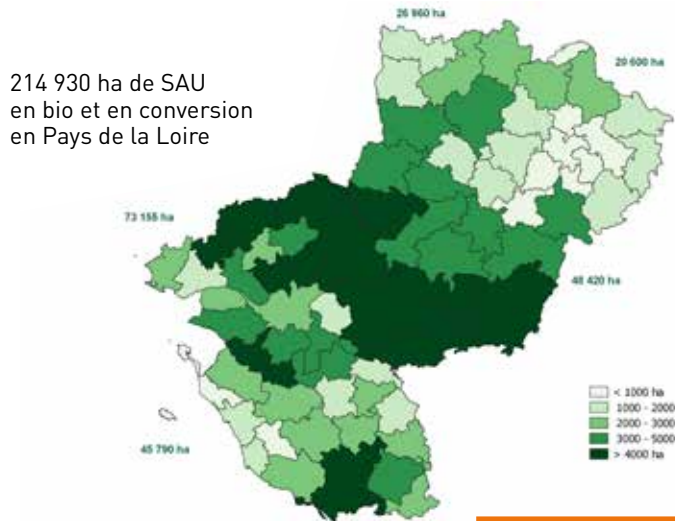 26 960 ha
20 600 ha
214 930 ha de SAU
en bio et en conversion
en Pays de la Loire
73 155 ha
48 420 ha
45 790 ha
< 1000 ha
1000 - 2000
2000 - 3000
3000 - 5000
> 4000 ha